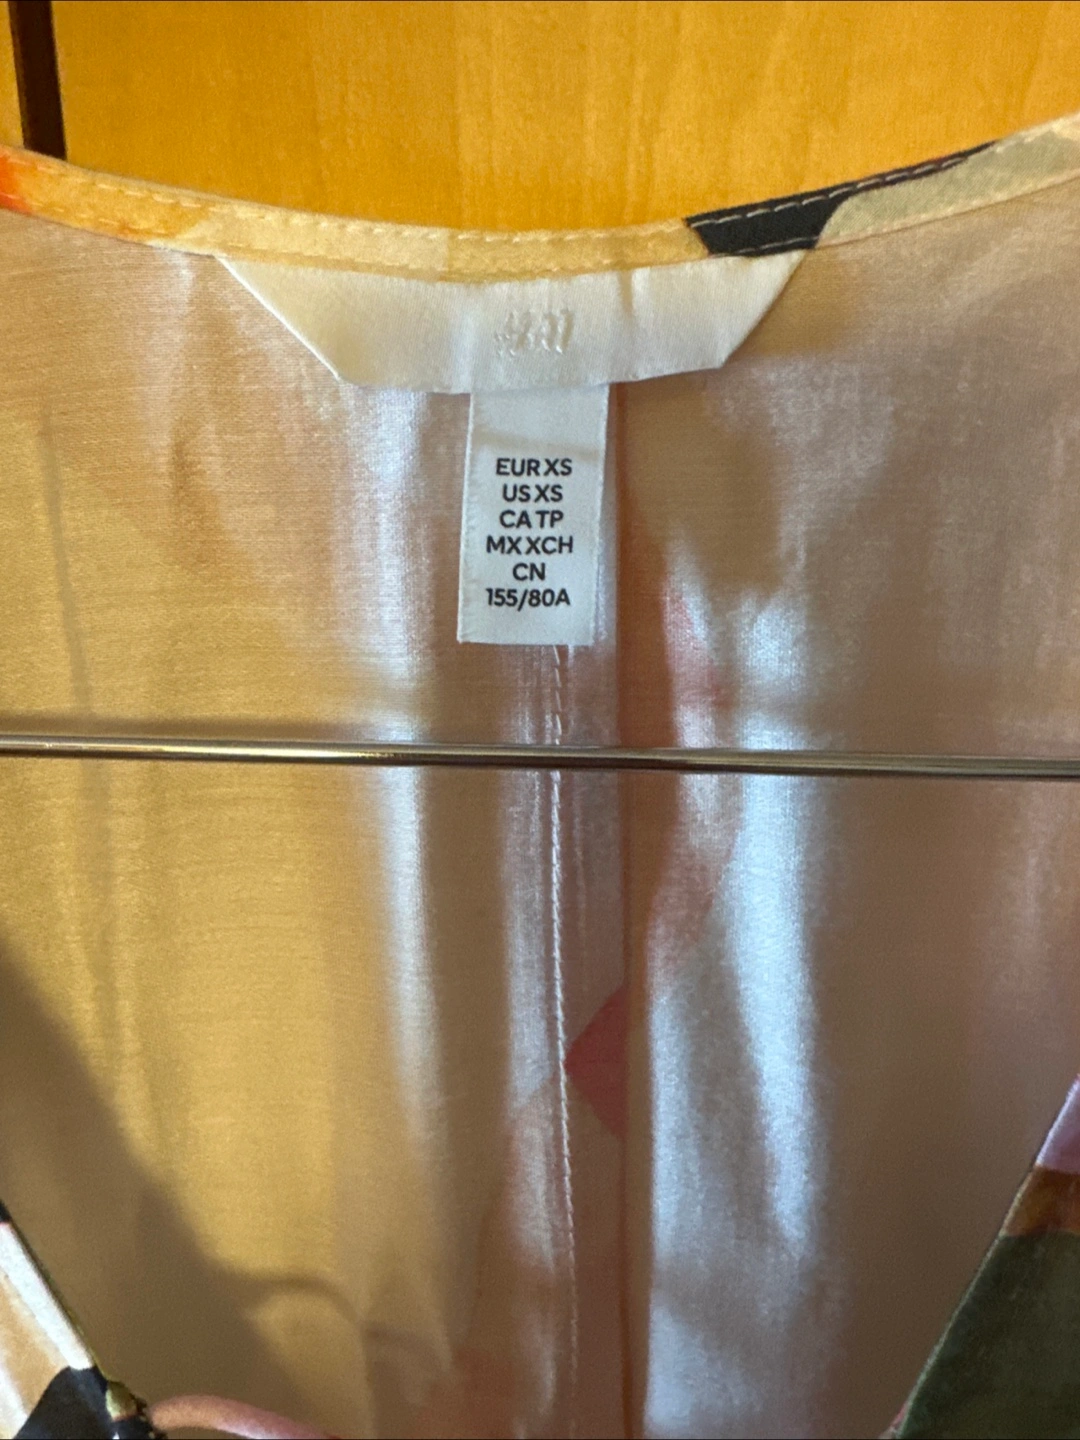 H&M
EUR XS
US XS
CA TP
MX XCH
CN
155/80A